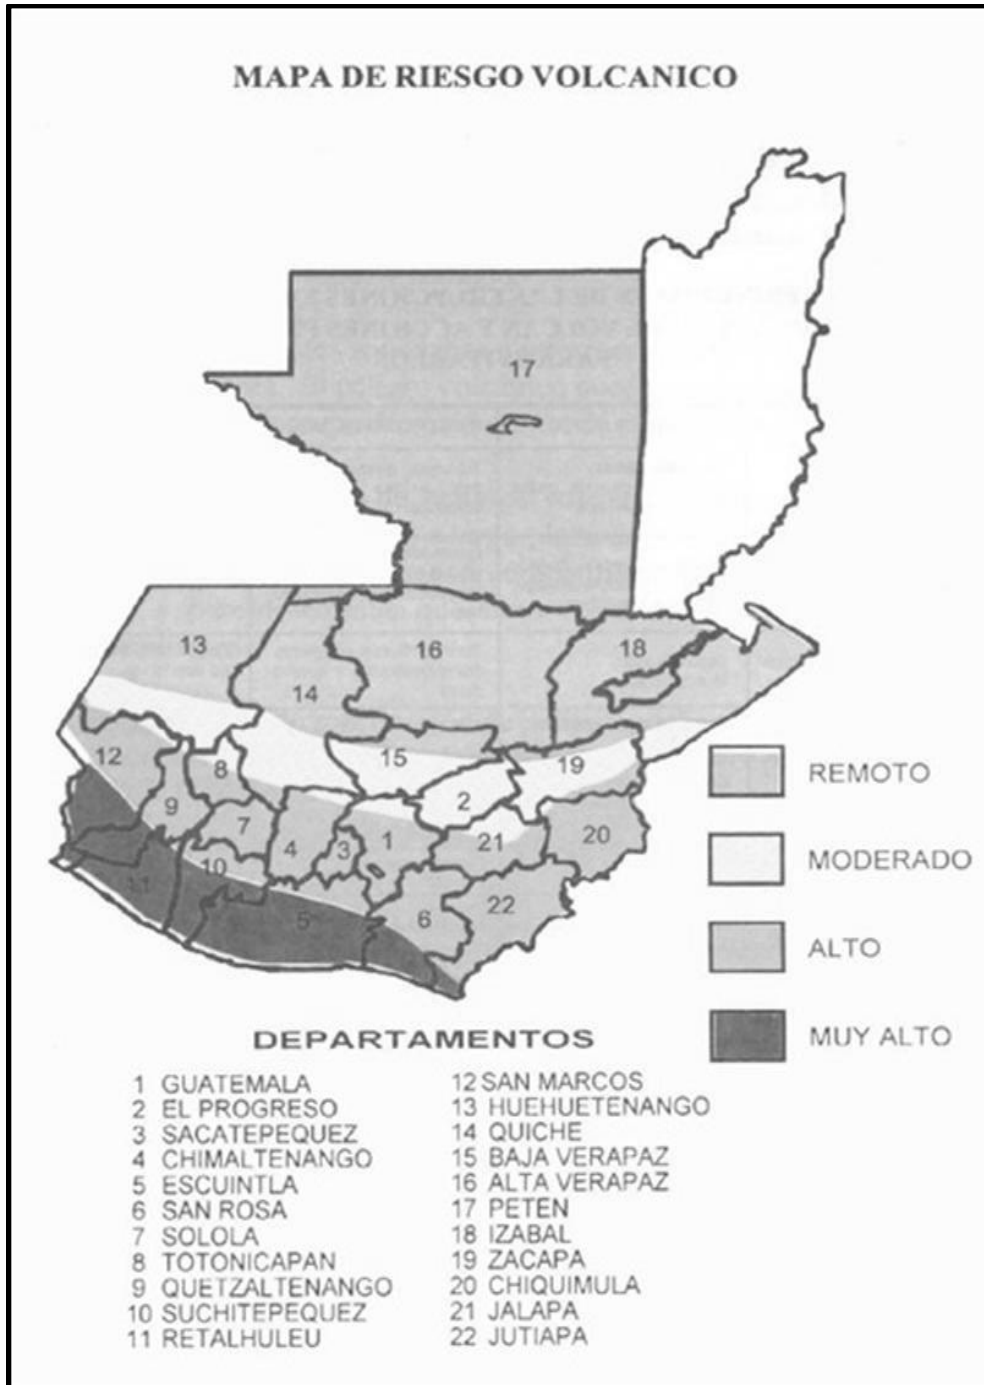 MAPA DE RIESGO VOLCANICO
17
13
16
18
14
12
8
15
19
2
9
7
4
3
1
21
20
10
11
5
6
22
REMOTO
MODERADO
ALTO
MUY ALTO
DEPARTAMENTOS
1 GUATEMALA
2 EL PROGRESO
3 SACATEPEQUEZ
4 CHIMALTENANGO
5 ESCUINTLA
6 SAN ROSA
7 SOLOLA
8 TOTONICAPAN
9 QUETZALTENANGO
10 SUCHITEPEQUEZ
11 RETALHULEU
12 SAN MARCOS
13 HUEHUETENANGO
14 QUICHE
15 BAJA VERAPAZ
16 ALTA VERAPAZ
17 PETEN
18 IZABAL
19 ZACAPA
20 CHIQUIMULA
21 JALAPA
22 JUTIAPA